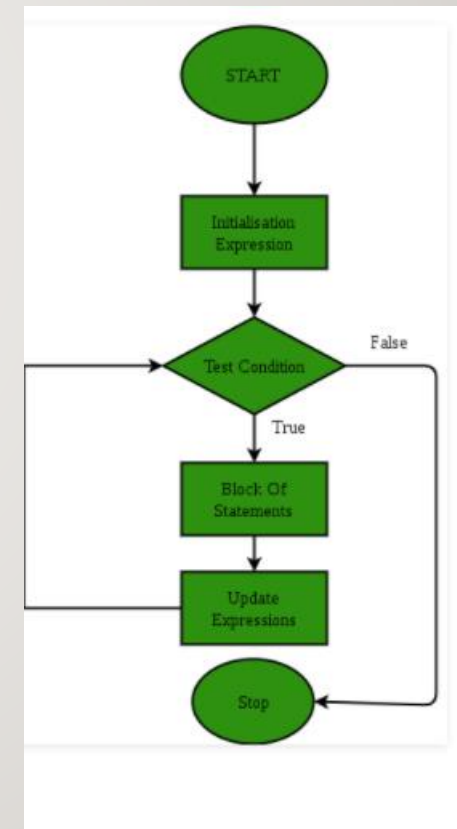 START
Initialisation
Expression
Test Condition
False
True
Block Of
Statements
Update
Expressions
Stop